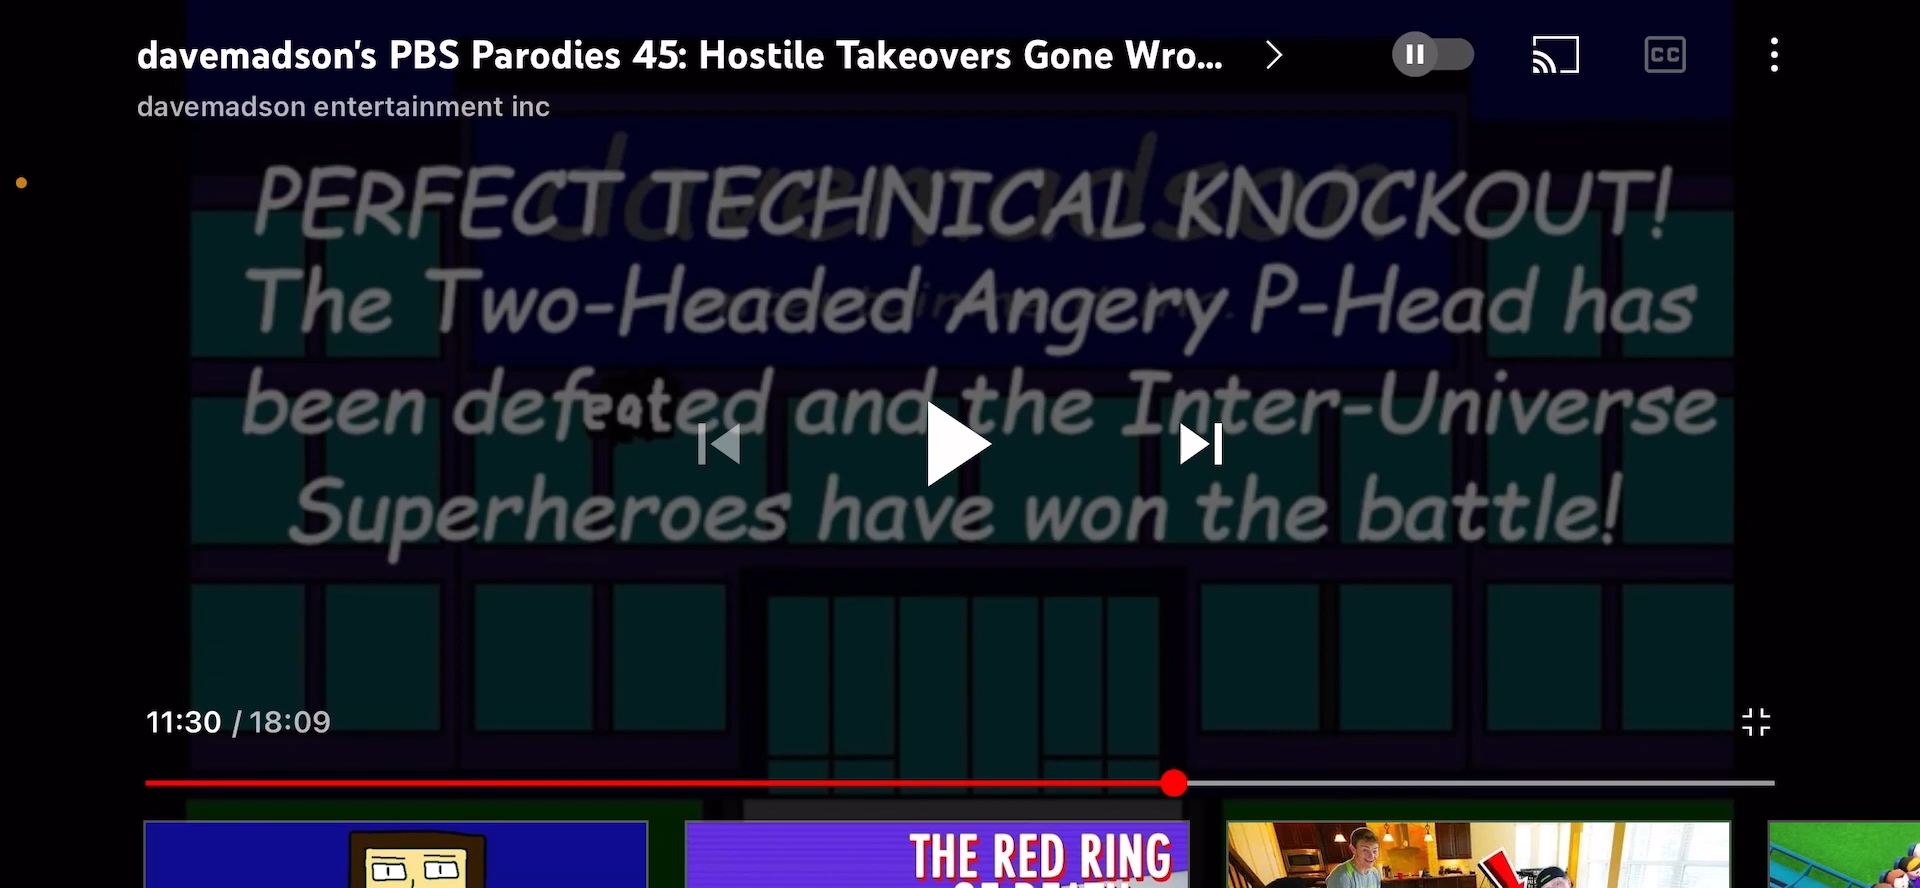 davemadson's PBS Parodies 45: Hostile Takeovers Gone Wro...
CC
davemadson entertainment inc
davemadson
PERFECT TECHNICAL KNOCKOUT!
The Two-Headed Angery P-Head has
been defeated and the Inter-Universe
Superheroes have won the battle!
11:30 / 18:09
THE RED RING